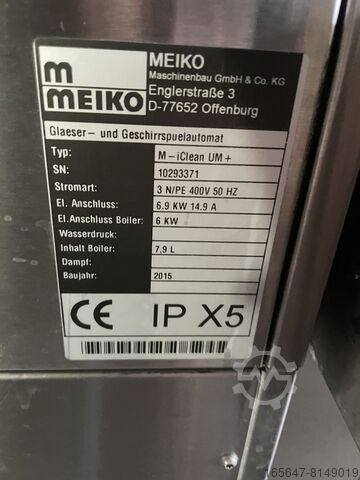 m
MEIKO
MEIKO
Maschinenbau GmbH & Co. KG
Englerstraße 3
D-77652 Offenburg
Glaeser- und Geschirrspuelautomat
Typ: M-iClean UM+
SN: 10293371
Stromart: 3 N/PE 400V 50 HZ
El. Anschluss: 6.9 KW 14.9 A
El.Anschluss Boiler: 6 KW
Wasserdruck:
Inhalt Boiler: 7,9 L
Dampf:
Baujahr: 2015
CE IP X5
165647-8149019